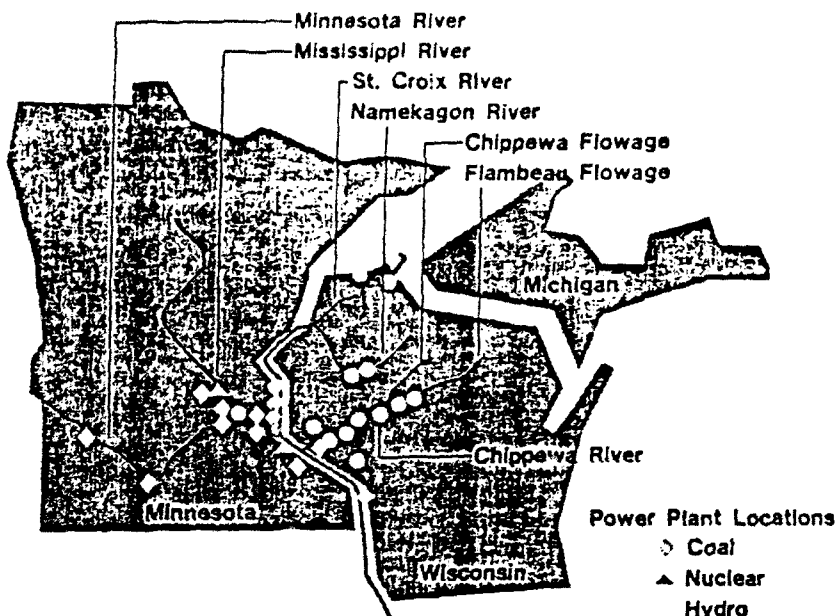 Minnesota River
Mississippi River
St. Croix River
Namekagon River
Chippewa Flowage
Flambeau Flowage
Michigan
Chippewa River
Minnesota
Wisconsin
Power Plant Locations
Coal
Nuclear
Hydro